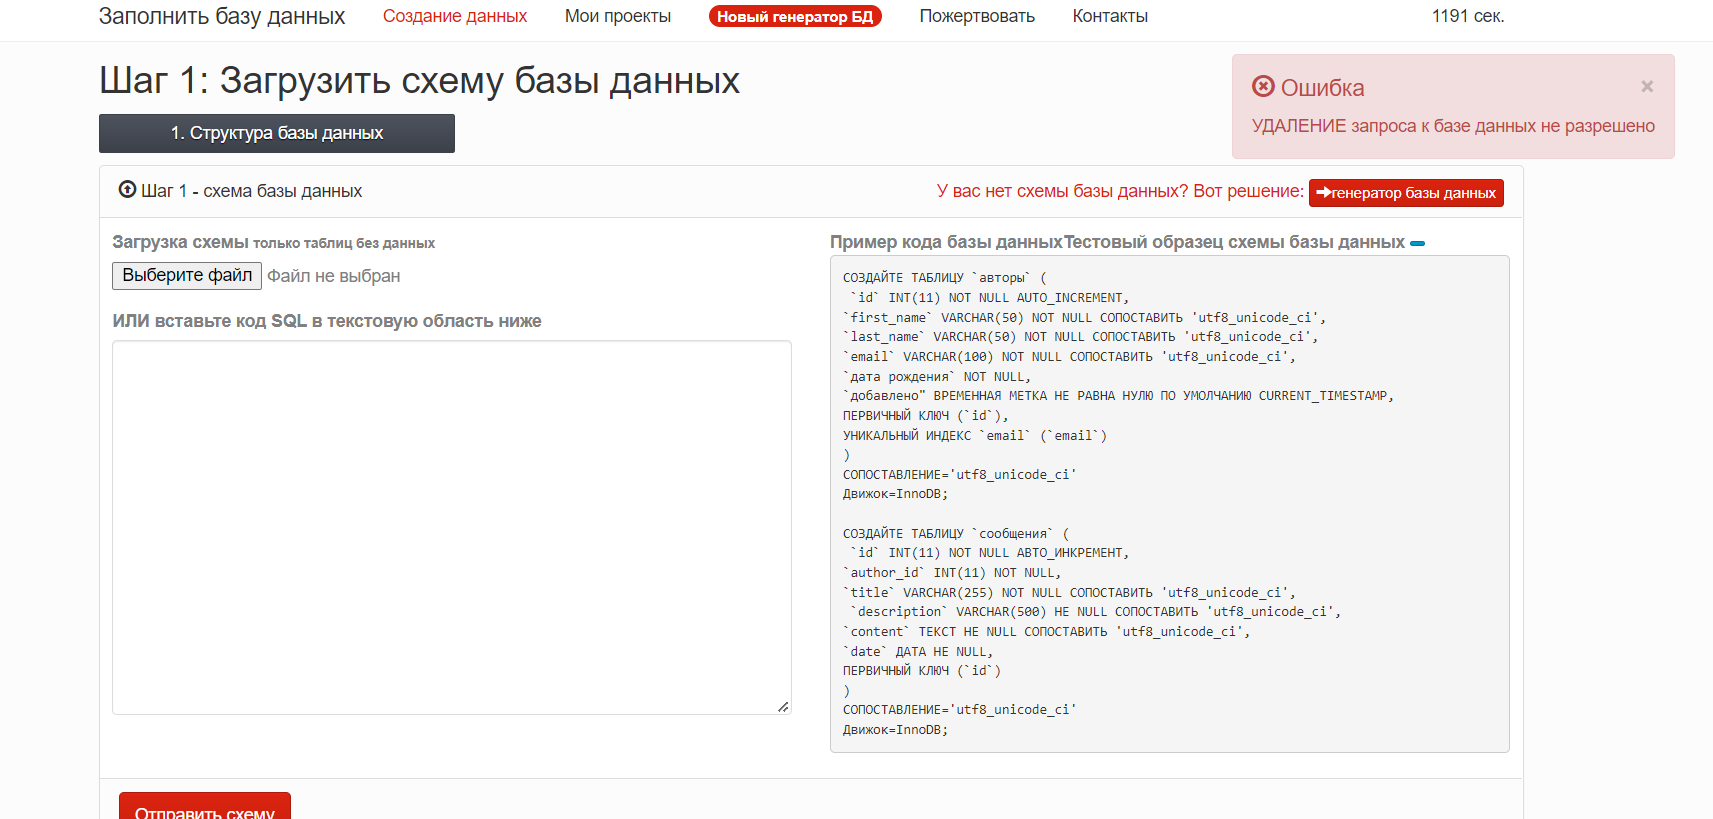 Заполнить базу данных Создание данных Мои проекты Новый генератор БД Пожертвовать Контакты 1191 сек.
Шаг 1: Загрузить схему базы данных
Ошибка ×
УДАЛЕНИЕ запроса к базе данных не разрешено
1. Структура базы данных
Шаг 1 - схема базы данных
У вас нет схемы базы данных? Вот решение: генератор базы данных
Загрузка схемы только таблиц без данных
Выберите файл Файл не выбран
ИЛИ вставьте код SQL в текстовую область ниже
Пример кода базы данныхТестовый образец схемы базы данных
СОЗДАЙТЕ ТАБЛИЦУ `авторы` (
`id` INT(11) NOT NULL AUTO_INCREMENT,
`first_name` VARCHAR(50) NOT NULL СОПОСТАВИТЬ 'utf8_unicode_ci',
`last_name` VARCHAR(50) NOT NULL СОПОСТАВИТЬ 'utf8_unicode_ci',
`email` VARCHAR(100) NOT NULL СОПОСТАВИТЬ 'utf8_unicode_ci',
`дата рождения` NOT NULL,
`добавлено" ВРЕМЕННАЯ МЕТКА НЕ РАВНА НУЛЮ ПО УМОЛЧАНИЮ CURRENT_TIMESTAMP,
ПЕРВИЧНЫЙ КЛЮЧ (`id`),
УНИКАЛЬНЫЙ ИНДЕКС `email` (`email`)
)
СОПОСТАВЛЕНИЕ='utf8_unicode_ci'
Движок=InnoDB;
СОЗДАЙТЕ ТАБЛИЦУ `сообщения` (
`id` INT(11) NOT NULL АВТО_ИНКРЕМЕНТ,
`author_id` INT(11) NOT NULL,
`title` VARCHAR(255) NOT NULL СОПОСТАВИТЬ 'utf8_unicode_ci',
`description` VARCHAR(500) НЕ NULL СОПОСТАВИТЬ 'utf8_unicode_ci',
`content` ТЕКСТ НЕ NULL СОПОСТАВИТЬ 'utf8_unicode_ci',
`date` ДАТА НЕ NULL,
ПЕРВИЧНЫЙ КЛЮЧ (`id`)
)
СОПОСТАВЛЕНИЕ='utf8_unicode_ci'
Движок=InnoDB;
Отправить схему